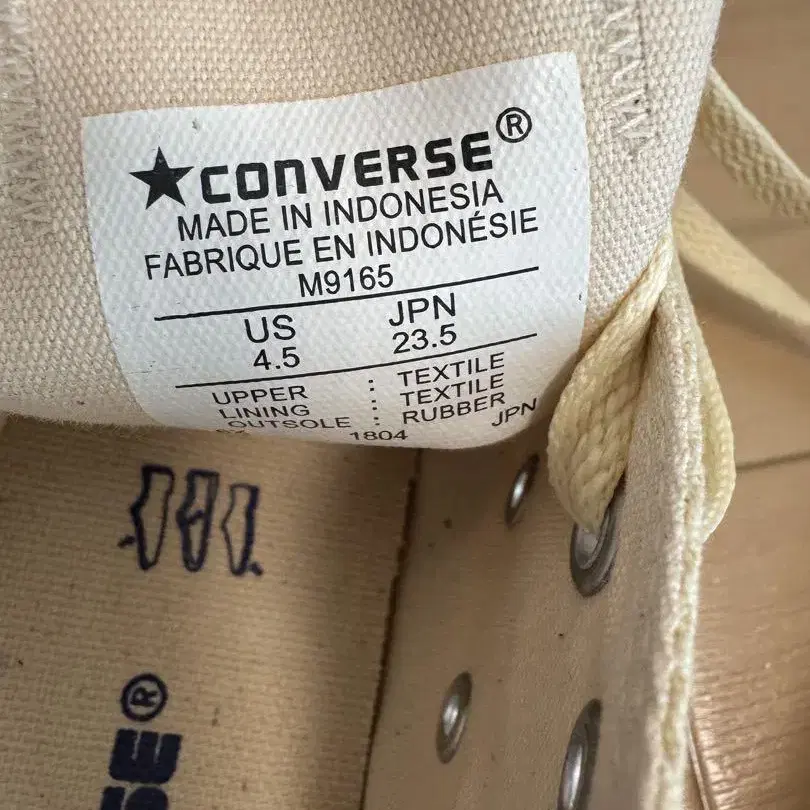 ★CONVERSE®
MADE IN INDONESIA
FABRIQUE EN INDONÉSIE
M9165
US JPN
4.5 23.5
UPPER : TEXTILE
LINING : TEXTILE
OUTSOLE : RUBBER
1804 JPN
SE®